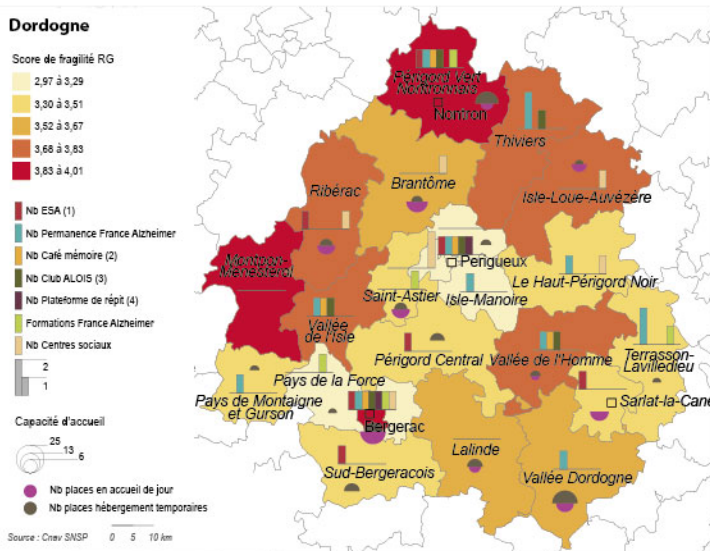 Dordogne
Score de fragilité RG
2,97 à 3,29
3,30 à 3,51
3,52 à 3,67
3,68 à 3,83
3,83 à 4,01
Nb ESA (1)
Nb Permanence France Alzheimer
Nb Café mémoire (2)
Nb Club ALOIS (3)
Nb Plateforme de répit (4)
Formations France Alzheimer
Nb Centres sociaux
2
1
Capacité d'accueil
25
13
6
Nb places en accueil de jour
Nb places hébergement temporaires
Source : Cnav SNSP
0 5 10 km
Périgord Vert
Nontronnais
Nontron
Thiviers
Ribérac
Brantôme
Isle-Loue-Auvézère
Montpon-
Ménestérol
Périgueux
Isle-Manoire
Le Haut-Périgord Noir
Saint-Astier
Vallée
de l'Isle
Périgord Central
Vallée de l'Homme
Terrasson-
Lavilledieu
Pays de la Force
Pays de Montaigne
et Gurson
Sarlat-la-Cané
Bergerac
Lalinde
Sud-Bergeracois
Vallée Dordogne